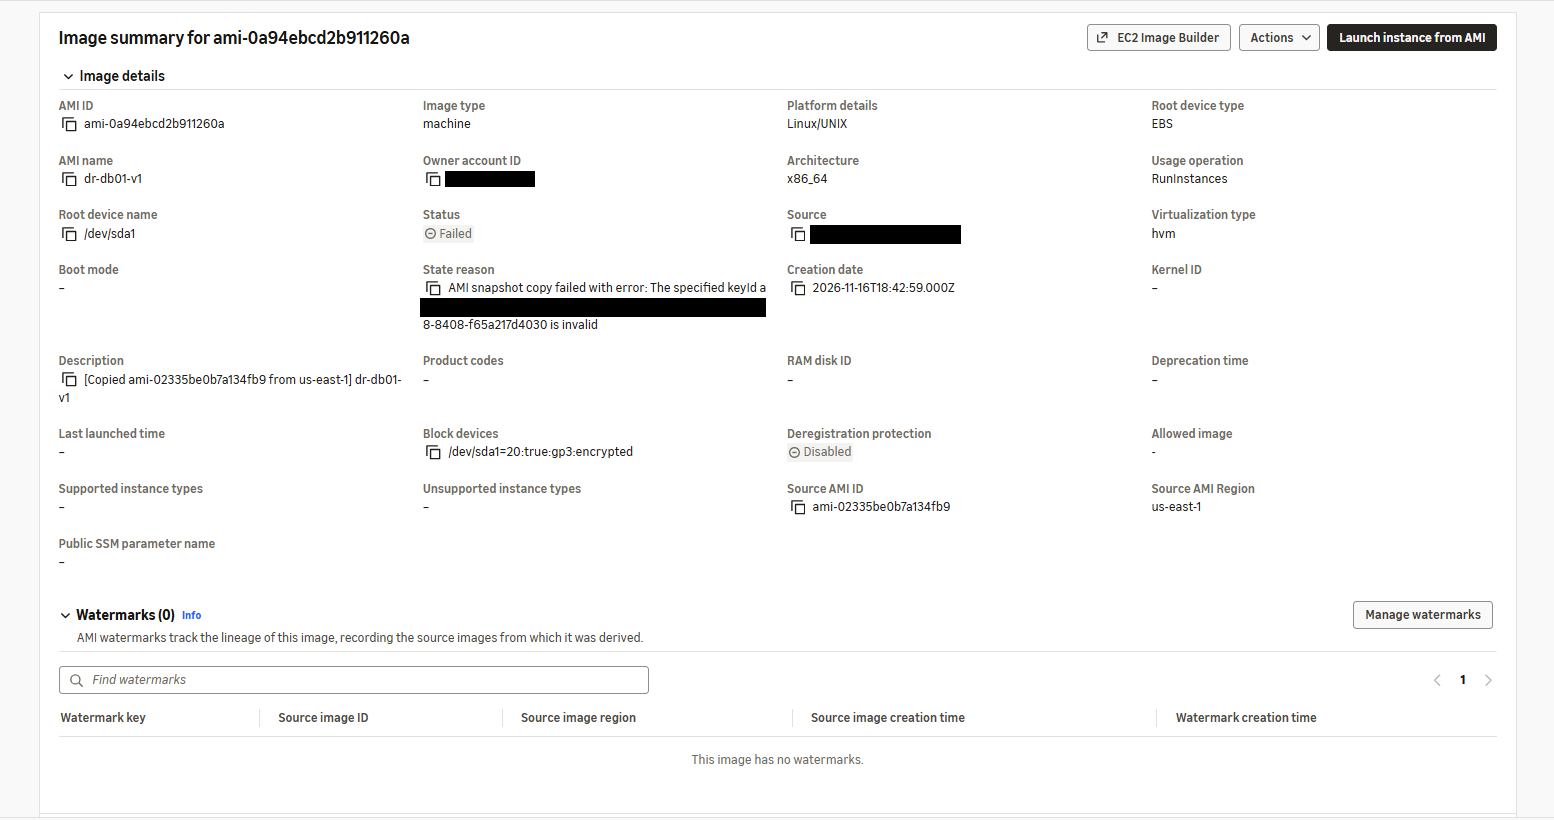 Image summary for ami-0a94ebcd2b911260a
EC2 Image Builder
Actions
Launch instance from AMI
Image details
AMI ID
ami-0a94ebcd2b911260a
Image type
machine
Platform details
Linux/UNIX
Root device type
EBS
AMI name
dr-db01-v1
Owner account ID
Architecture
x86_64
Usage operation
RunInstances
Root device name
/dev/sda1
Status
Failed
Source
Virtualization type
hvm
Boot mode
–
State reason
AMI snapshot copy failed with error: The specified keyId a
8-8408-f65a217d4030 is invalid
Creation date
2026-11-16T18:42:59.000Z
Kernel ID
–
Description
[Copied ami-02335be0b7a134fb9 from us-east-1] dr-db01-
v1
Product codes
–
RAM disk ID
–
Deprecation time
–
Last launched time
–
Block devices
/dev/sda1=20:true:gp3:encrypted
Deregistration protection
Disabled
Allowed image
-
Supported instance types
–
Unsupported instance types
–
Source AMI ID
ami-02335be0b7a134fb9
Source AMI Region
us-east-1
Public SSM parameter name
–
Watermarks (0) Info
Manage watermarks
AMI watermarks track the lineage of this image, recording the source images from which it was derived.
Find watermarks
1
Watermark key
Source image ID
Source image region
Source image creation time
Watermark creation time
This image has no watermarks.